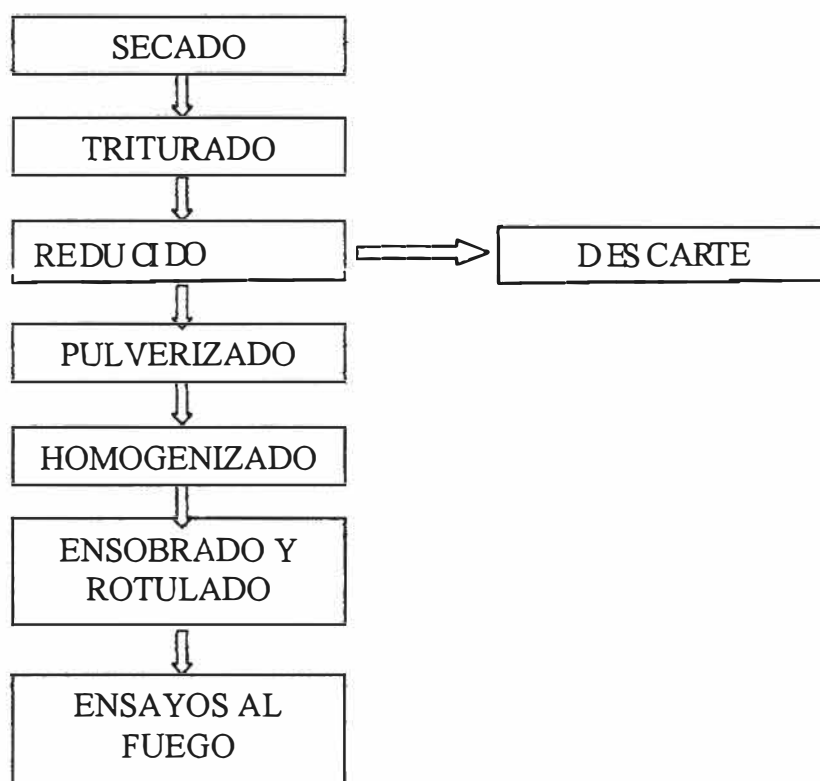 SECADO
TRITURADO
REDUCIDO
DESCARTE
PULVERIZADO
HOMOGENIZADO
ENSOBRADO Y
ROTULADO
ENSAYOS AL
FUEGO